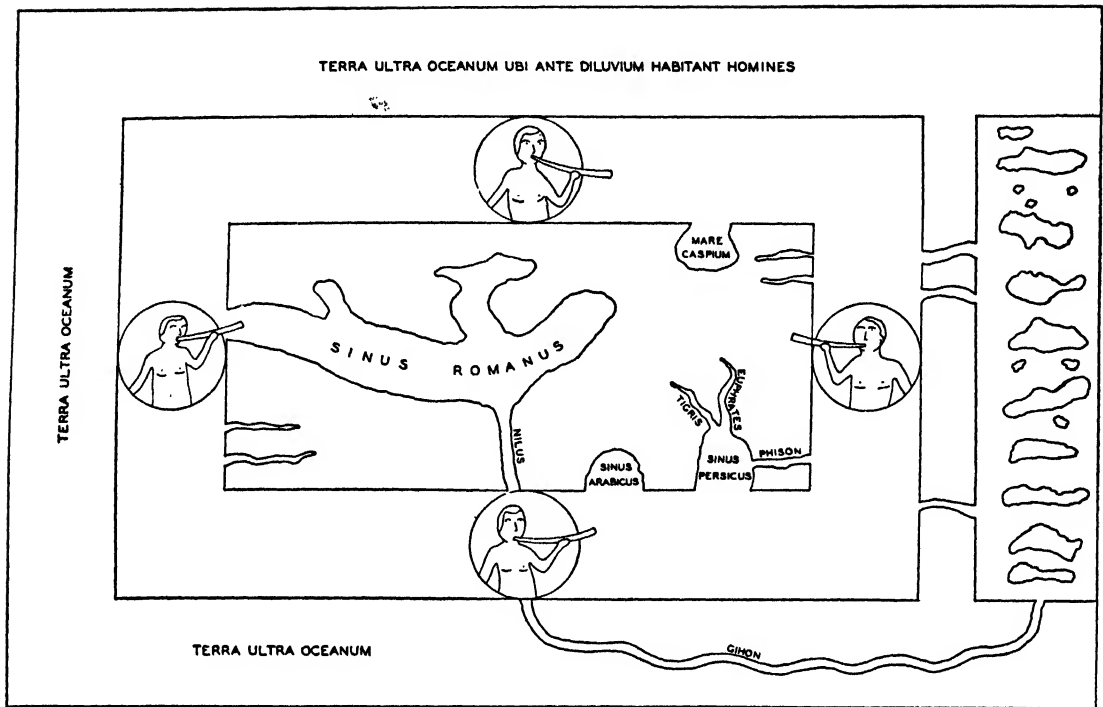 TERRA ULTRA OCEANUM UBI ANTE DILUVIUM HABITANT HOMINES
TERRA ULTRA OCEANUM
MARE
CASPIUM
SINUS ROMANUS
NILUS
SINUS
ARABICUS
TIGRIS
EUPHRATES
SINUS
PERSICUS
PHISON
TERRA ULTRA OCEANUM
GIHON